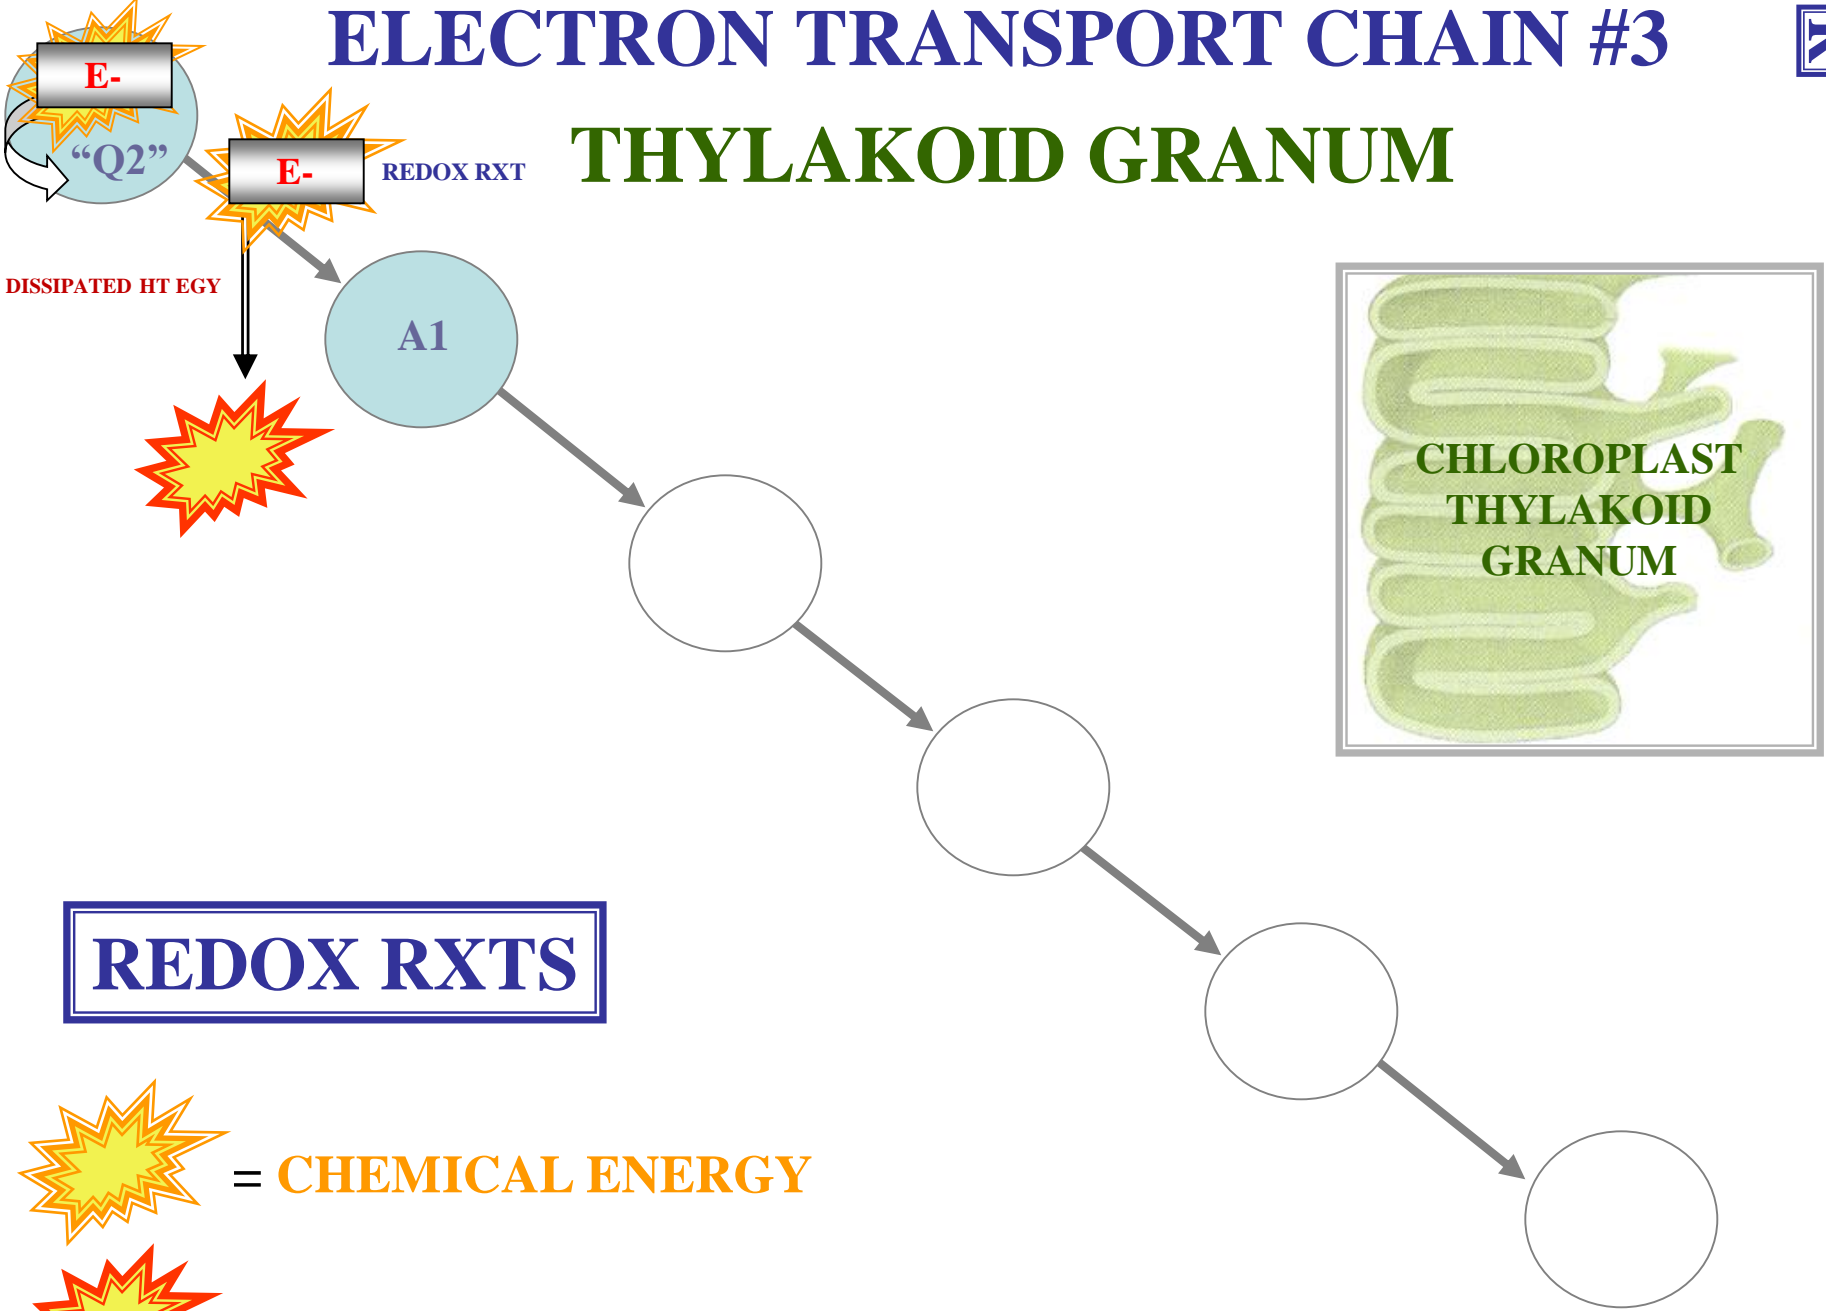 ELECTRON TRANSPORT CHAIN #3
E-
“Q2”
E-
REDOX RXT
THYLAKOID GRANUM
DISSIPATED HT EGY
A1
CHLOROPLAST
THYLAKOID
GRANUM
REDOX RXTS
= CHEMICAL ENERGY